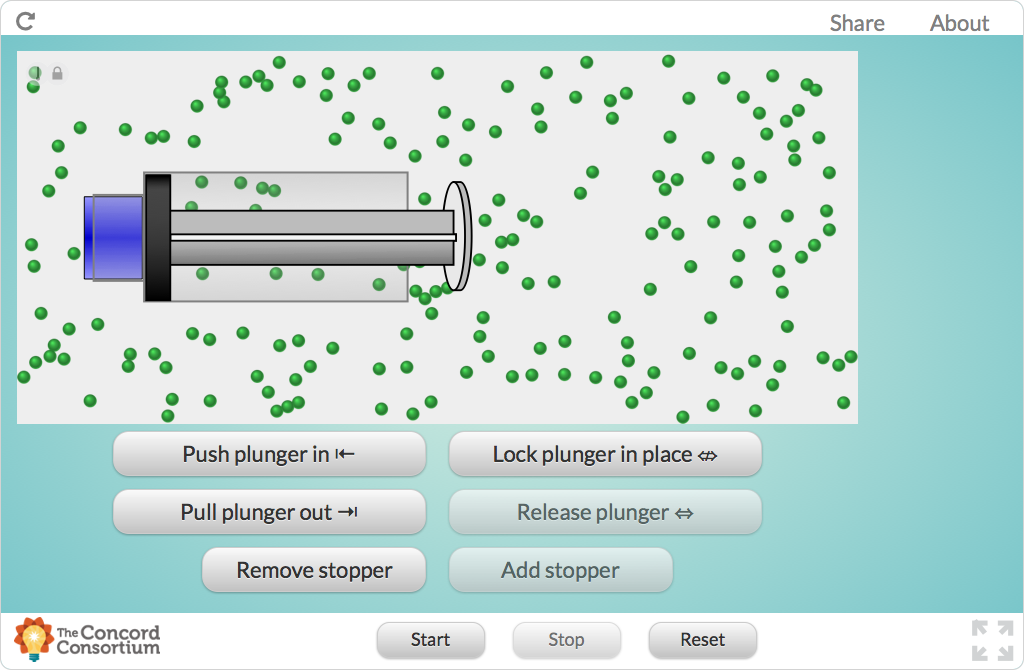 Share About
Push plunger in
Lock plunger in place
Pull plunger out
Release plunger
Remove stopper
Add stopper
The Concord
Consortium
Start
Stop
Reset